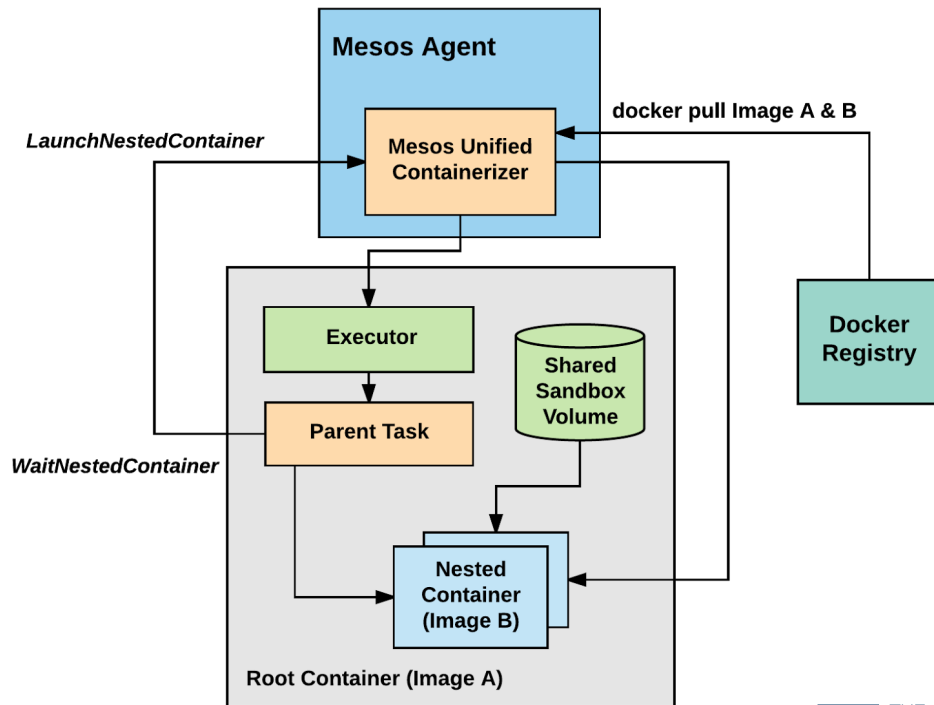 Mesos Agent
docker pull Image A & B
LaunchNestedContainer
Mesos Unified
Containerizer
Executor
Docker
Registry
Shared
Sandbox
Volume
Parent Task
WaitNestedContainer
Nested
Container
(Image B)
Root Container (Image A)